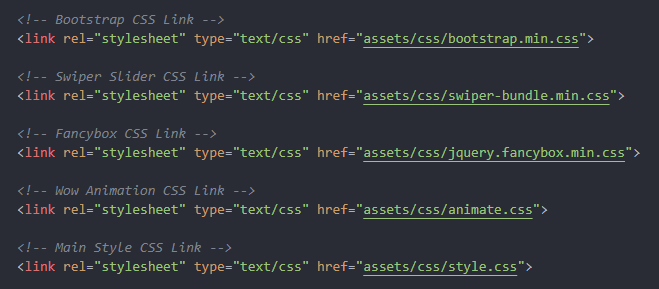 <!-- Bootstrap CSS Link -->
<link rel="stylesheet" type="text/css" href="assets/css/bootstrap.min.css">
<!-- Swiper Slider CSS Link -->
<link rel="stylesheet" type="text/css" href="assets/css/swiper-bundle.min.css">
<!-- Fancybox CSS Link -->
<link rel="stylesheet" type="text/css" href="assets/css/jquery.fancybox.min.css">
<!-- Wow Animation CSS Link -->
<link rel="stylesheet" type="text/css" href="assets/css/animate.css">
<!-- Main Style CSS Link -->
<link rel="stylesheet" type="text/css" href="assets/css/style.css">